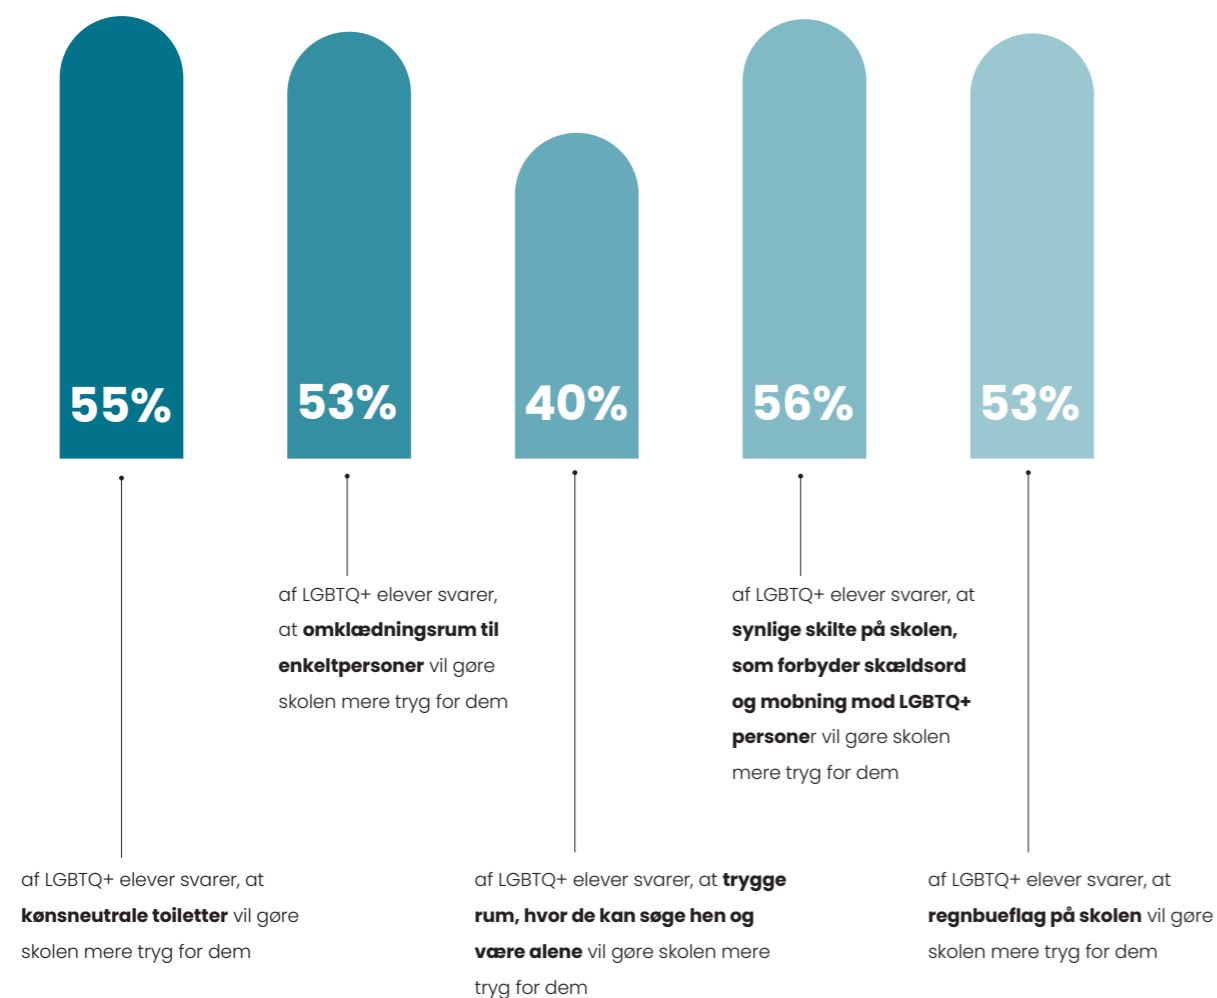 55%
53%
40%
56%
53%
af LGBTQ+ elever svarer,
at omklædningsrum til
enkeltpersoner vil gøre
skolen mere tryg for dem
af LGBTQ+ elever svarer, at
synlige skilte på skolen,
som forbyder skældsord
og mobning mod LGBTQ+
personer vil gøre skolen
mere tryg for dem
af LGBTQ+ elever svarer, at
kønsneutrale toiletter vil gøre
skolen mere tryg for dem
af LGBTQ+ elever svarer, at trygge
rum, hvor de kan søge hen og
være alene vil gøre skolen mere
tryg for dem
af LGBTQ+ elever svarer, at
regnbueflag på skolen vil gøre
skolen mere tryg for dem